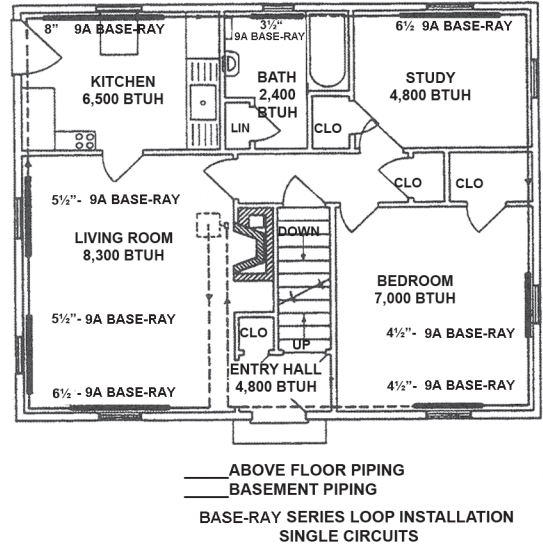 8" 9A BASE-RAY
3½"
9A BASE-RAY
6½ 9A BASE-RAY
KITCHEN
6,500 BTUH
BATH
2,400
BTUH
STUDY
4,800 BTUH
LIN
CLO
CLO
CLO
5½"- 9A BASE-RAY
LIVING ROOM
8,300 BTUH
DOWN
BEDROOM
7,000 BTUH
5½"- 9A BASE-RAY
CLO
4½"- 9A BASE-RAY
UP
ENTRY HALL
4,800 BTUH
6½ - 9A BASE-RAY
4½"- 9A BASE-RAY
ABOVE FLOOR PIPING
BASEMENT PIPING
BASE-RAY SERIES LOOP INSTALLATION
SINGLE CIRCUITS